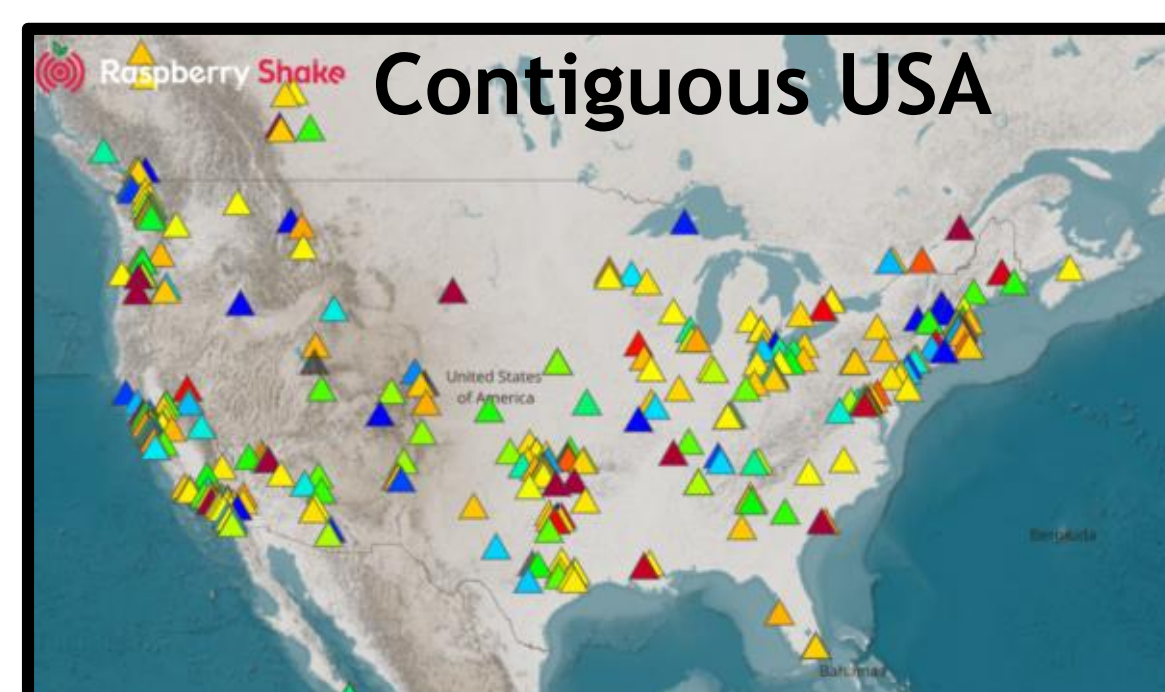 Raspberry Shake
Contiguous USA
United States
of America
Bermuda
Bahamas